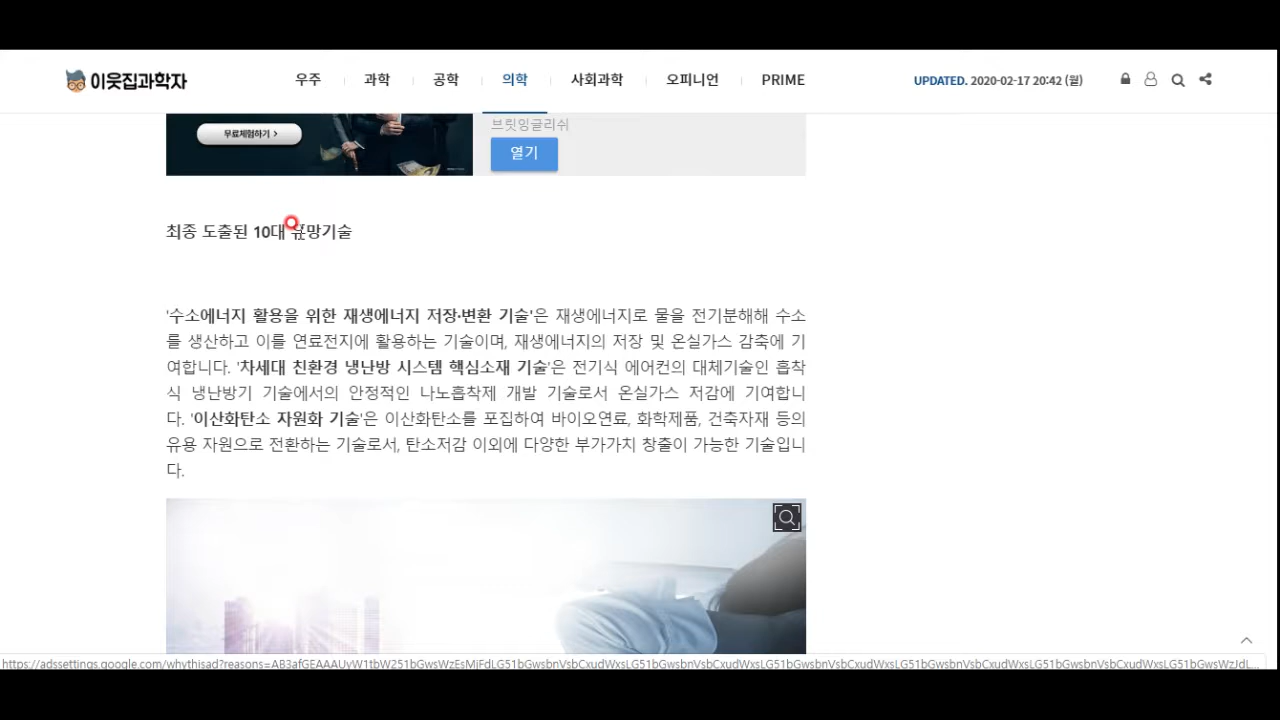 이웃집과학자
우주 과학 공학 의학 사회과학 오피니언 PRIME
UPDATED. 2020-02-17 20:42 (월)
무료체험하기 >
브릿잉글리쉬
열기
최종 도출된 10대 유망기술
'수소에너지 활용을 위한 재생에너지 저장·변환 기술'은 재생에너지로 물을 전기분해해 수소
를 생산하고 이를 연료전지에 활용하는 기술이며, 재생에너지의 저장 및 온실가스 감축에 기
여합니다. '차세대 친환경 냉난방 시스템 핵심소재 기술'은 전기식 에어컨의 대체기술인 흡착
식 냉난방기 기술에서의 안정적인 나노흡착제 개발 기술로서 온실가스 저감에 기여합니
다. '이산화탄소 자원화 기술'은 이산화탄소를 포집하여 바이오연료, 화학제품, 건축자재 등의
유용 자원으로 전환하는 기술로서, 탄소저감 이외에 다양한 부가가치 창출이 가능한 기술입니
다.